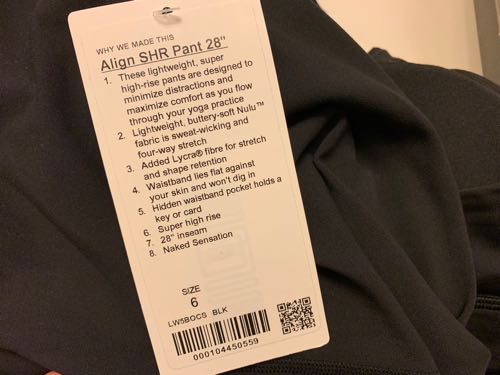 WHY WE MADE THIS
Align SHR Pant 28"
1. These lightweight, super
high-rise pants are designed to
minimize distractions and
maximize comfort as you flow
through your yoga practice
2. Lightweight, buttery-soft Nulu™
fabric is sweat-wicking and
four-way stretch
3. Added Lycra® fibre for stretch
and shape retention
4. Waistband lies flat against
your skin and won't dig in
5. Hidden waistband pocket holds a
key or card
6. Super high rise
7. 28" inseam
8. Naked Sensation
SIZE
6
LW5BOCS BLK
000104450559